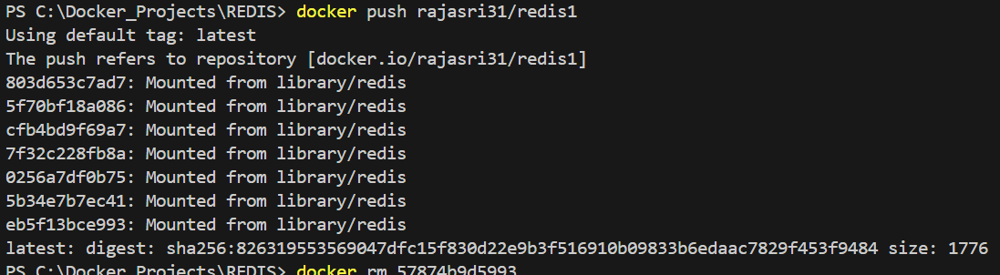 PS C:\Docker_Projects\REDIS> docker push rajasri31/redis1
Using default tag: latest
The push refers to repository [docker.io/rajasri31/redis1]
803d653c7ad7: Mounted from library/redis
5f70bf18a086: Mounted from library/redis
cfb4bd9f69a7: Mounted from library/redis
7f32c228fb8a: Mounted from library/redis
0256a7df0b75: Mounted from library/redis
5b34e7b7ec41: Mounted from library/redis
eb5f13bce993: Mounted from library/redis
latest: digest: sha256:826319553569047dfc15f830d22e9b3f516910b09833b6edaac7829f453f9484 size: 1776
PS C:\Docker_Projects\REDIS> docker rm 57874b9d5993